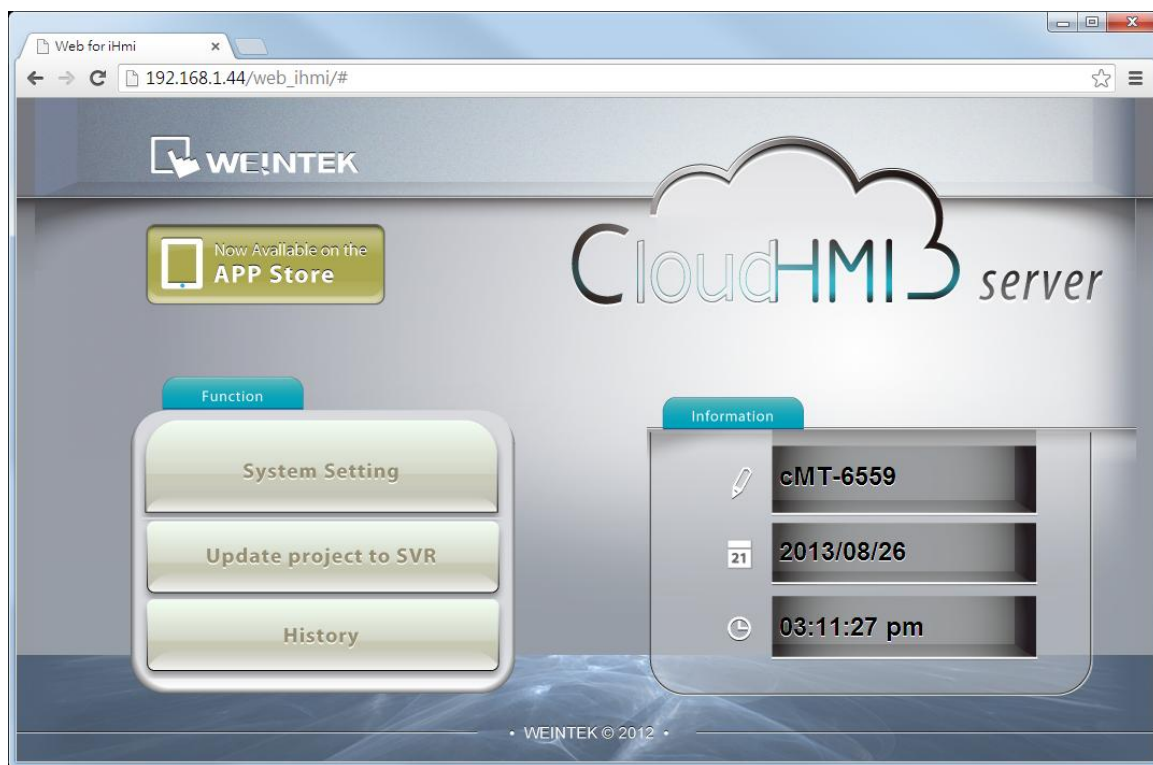 Web for iHmi
192.168.1.44/web_ihmi/#
WEINTEK
Now Available on the
APP Store
CloudHMI
server
Function
System Setting
Update project to SVR
History
Information
cMT-6559
21
2013/08/26
03:11:27 pm
• WEINTEK © 2012 •